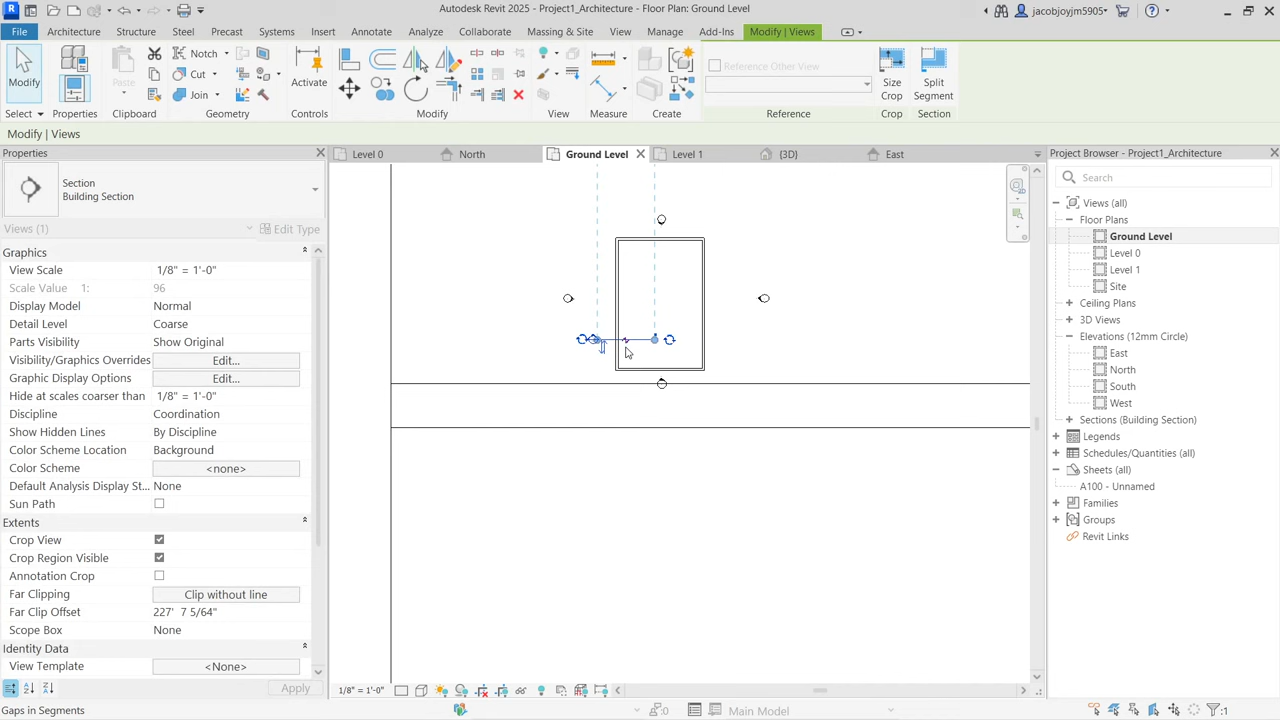 Autodesk Revit 2025 - Project1_Architecture - Floor Plan: Ground Level
jacobjoyjm5905
File
Architecture
Structure
Steel
Precast
Systems
Insert
Annotate
Analyze
Collaborate
Massing & Site
View
Manage
Add-Ins
Modify | Views
Modify
Notch
Cut
Join
Paste
Activate
Reference Other View
Size
Crop
Split
Segment
Select
Properties
Clipboard
Geometry
Controls
Modify
View
Measure
Create
Reference
Crop
Section
Modify | Views
Properties
Section
Building Section
Views (1)
Edit Type
Graphics
View Scale 1/8" = 1'-0"
Scale Value 1: 96
Display Model Normal
Detail Level Coarse
Parts Visibility Show Original
Visibility/Graphics Overrides Edit...
Graphic Display Options Edit...
Hide at scales coarser than 1/8" = 1'-0"
Discipline Coordination
Show Hidden Lines By Discipline
Color Scheme Location Background
Color Scheme <none>
Default Analysis Display St... None
Sun Path
Extents
Crop View
Crop Region Visible
Annotation Crop
Far Clipping Clip without line
Far Clip Offset 227' 7 5/64"
Scope Box None
Identity Data
View Template <None>
Apply
Level 0
North
Ground Level
Level 1
{3D}
East
Project Browser - Project1_Architecture
Search
Views (all)
Floor Plans
Ground Level
Level 0
Level 1
Site
Ceiling Plans
3D Views
Elevations (12mm Circle)
East
North
South
West
Sections (Building Section)
Legends
Schedules/Quantities (all)
Sheets (all)
A100 - Unnamed
Families
Groups
Revit Links
1/8" = 1'-0"
Gaps in Segments
:0
Main Model
:1